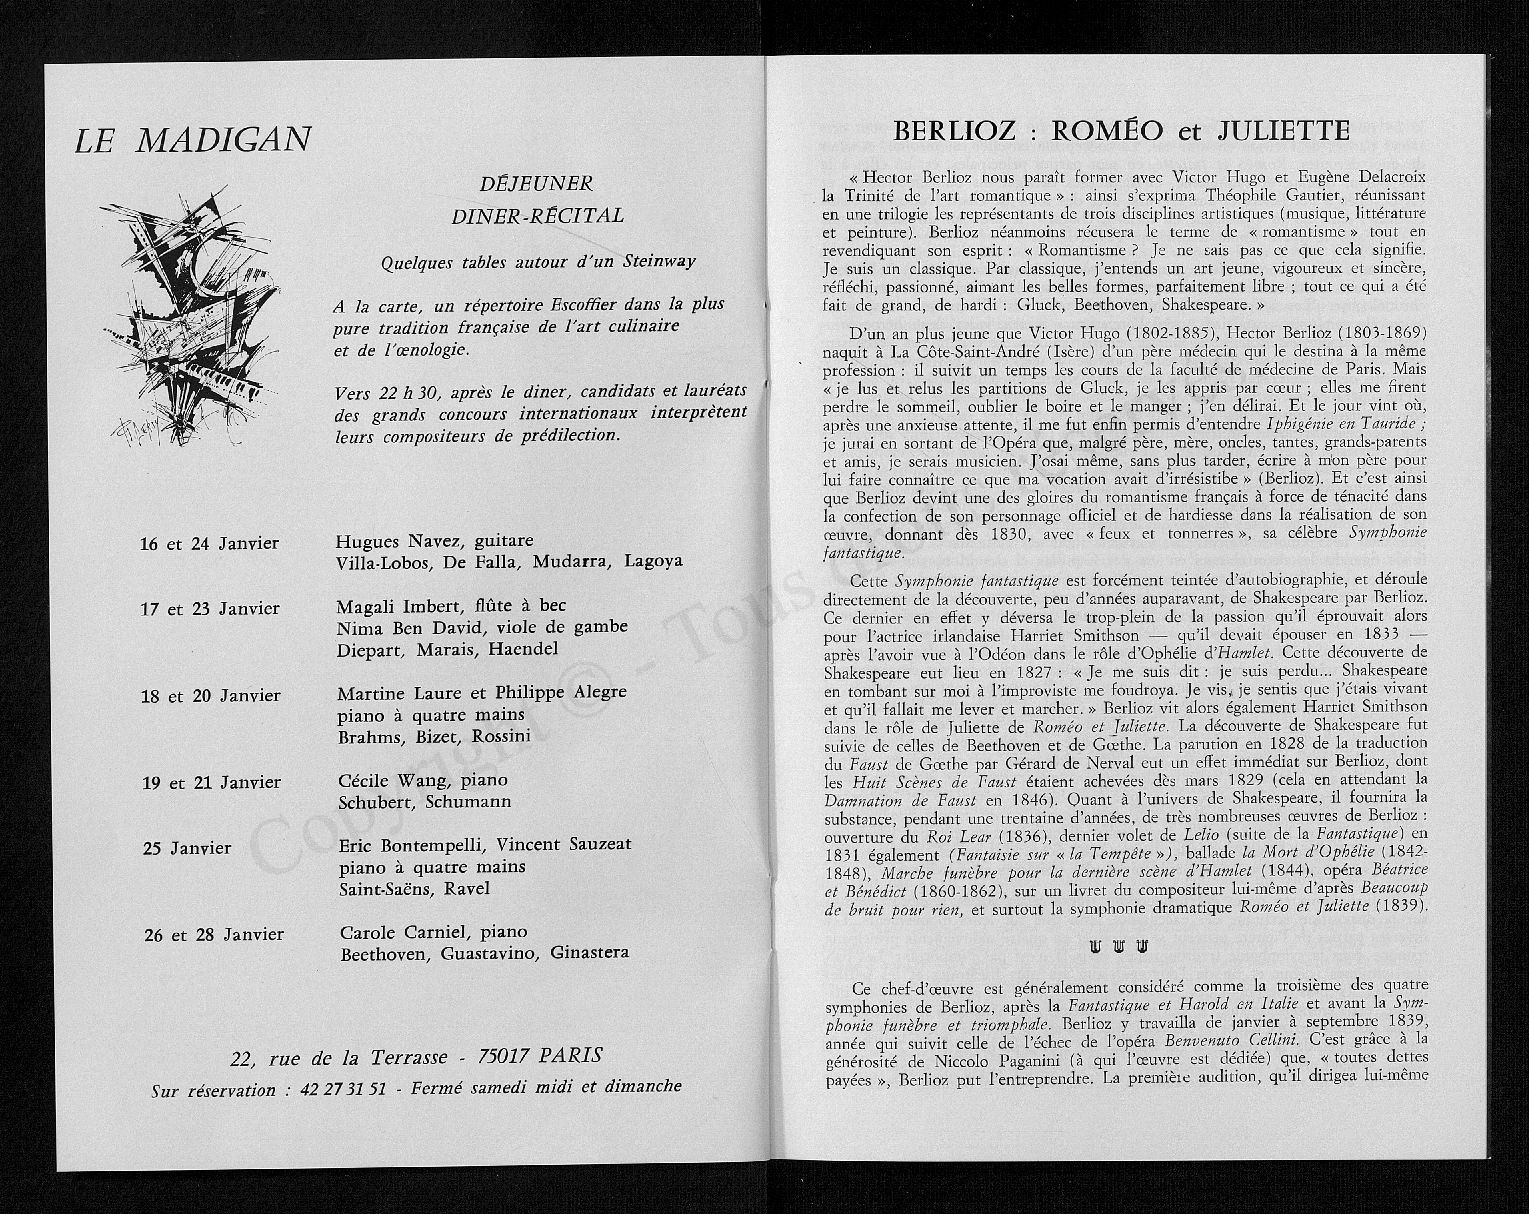 LE MADIGAN
DÉJEUNER
DINER-RÉCITAL
Quelques tables autour d'un Steinway
A la carte, un répertoire Escoffier dans la plus
pure tradition française de l'art culinaire
et de l'œnologie.
Vers 22 h 30, après le diner, candidats et lauréats
des grands concours internationaux interprètent
leurs compositeurs de prédilection.
16 et 24 Janvier
Hugues Navez, guitare
Villa-Lobos, De Falla, Mudarra, Lagoya
17 et 23 Janvier
Magali Imbert, flûte à bec
Nima Ben David, viole de gambe
Diepart, Marais, Haendel
18 et 20 Janvier
Martine Laure et Philippe Alegre
piano à quatre mains
Brahms, Bizet, Rossini
19 et 21 Janvier
Cécile Wang, piano
Schubert, Schumann
25 Janvier
Eric Bontempelli, Vincent Sauzeat
piano à quatre mains
Saint-Saëns, Ravel
26 et 28 Janvier
Carole Carniel, piano
Beethoven, Guastavino, Ginastera
22, rue de la Terrasse - 75017 PARIS
Sur réservation : 42 27 31 51 - Fermé samedi midi et dimanche
BERLIOZ : ROMÉO et JULIETTE
« Hector Berlioz nous paraît former avec Victor Hugo et Eugène Delacroix
la Trinité de l'art romantique » : ainsi s'exprima Théophile Gautier, réunissant
en une trilogie les représentants de trois disciplines artistiques (musique, littérature
et peinture). Berlioz néanmoins récusera le terme de « romantisme » tout en
revendiquant son esprit : « Romantisme ? Je ne sais pas ce que cela signifie.
Je suis un classique. Par classique, j'entends un art jeune, vigoureux et sincère,
réfléchi, passionné, aimant les belles formes, parfaitement libre ; tout ce qui a été
fait de grand, de hardi : Gluck, Beethoven, Shakespeare. »
D'un an plus jeune que Victor Hugo (1802-1885), Hector Berlioz (1803-1869)
naquit à La Côte-Saint-André (Isère) d'un père médecin qui le destina à la même
profession : il suivit un temps les cours de la faculté de médecine de Paris. Mais
« je lus et relus les partitions de Gluck, je les appris par cœur ; elles me firent
perdre le sommeil, oublier le boire et le manger ; j'en délirai. Et le jour vint où,
après une anxieuse attente, il me fut enfin permis d'entendre Iphigénie en Tauride ;
je jurai en sortant de l'Opéra que, malgré père, mère, oncles, tantes, grands-parents
et amis, je serais musicien. J'osai même, sans plus tarder, écrire à mon père pour
lui faire connaître ce que ma vocation avait d'irrésistibe » (Berlioz). Et c'est ainsi
que Berlioz devint une des gloires du romantisme français à force de ténacité dans
la confection de son personnage officiel et de hardiesse dans la réalisation de son
œuvre, donnant dès 1830, avec « feux et tonnerres », sa célèbre Symphonie
fantastique.
Cette Symphonie fantastique est forcément teintée d'autobiographie, et déroule
directement de la découverte, peu d'années auparavant, de Shakespeare par Berlioz.
Ce dernier en effet y déversa le trop-plein de la passion qu'il éprouvait alors
pour l'actrice irlandaise Harriet Smithson — qu'il devait épouser en 1833 —
après l'avoir vue à l'Odéon dans le rôle d'Ophélie d'Hamlet. Cette découverte de
Shakespeare eut lieu en 1827 : « Je me suis dit : je suis perdu... Shakespeare
en tombant sur moi à l'improviste me foudroya. Je vis, je sentis que j'étais vivant
et qu'il fallait me lever et marcher. » Berlioz vit alors également Harriet Smithson
dans le rôle de Juliette de Roméo et Juliette. La découverte de Shakespeare fut
suivie de celles de Beethoven et de Gœthe. La parution en 1828 de la traduction
du Faust de Gœthe par Gérard de Nerval eut un effet immédiat sur Berlioz, dont
les Huit Scènes de Faust étaient achevées dès mars 1829 (cela en attendant la
Damnation de Faust en 1846). Quant à l'univers de Shakespeare, il fournira la
substance, pendant une trentaine d'années, de très nombreuses œuvres de Berlioz :
ouverture du Roi Lear (1836), dernier volet de Lelio (suite de la Fantastique) en
1831 également (Fantaisie sur « la Tempête »), ballade la Mort d'Ophélie (1842-
1848), Marche funèbre pour la dernière scène d'Hamlet (1844), opéra Béatrice
et Bénédict (1860-1862), sur un livret du compositeur lui-même d'après Beaucoup
de bruit pour rien, et surtout la symphonie dramatique Roméo et Juliette (1839).
Ce chef-d'œuvre est généralement considéré comme la troisième des quatre
symphonies de Berlioz, après la Fantastique et Harold en Italie et avant la Sym-
phonie funèbre et triomphale. Berlioz y travailla de janvier à septembre 1839,
année qui suivit celle de l'échec de l'opéra Benvenuto Cellini. C'est grâce à la
générosité de Niccolo Paganini (à qui l'œuvre est dédiée) que, « toutes dettes
payées », Berlioz put l'entreprendre. La première audition, qu'il dirigea lui-même
Copyright © - Tous